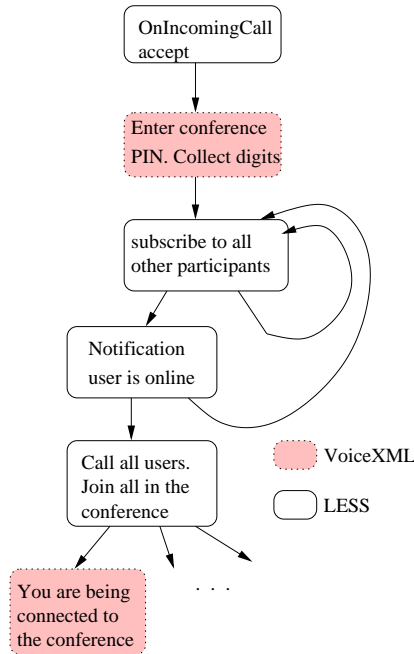 OnIncomingCall
accept
Enter conference
PIN. Collect digits
subscribe to all
other participants
Notification
user is online
Call all users.
Join all in the
conference
VoiceXML
LESS
You are being
connected to
the conference
. . .